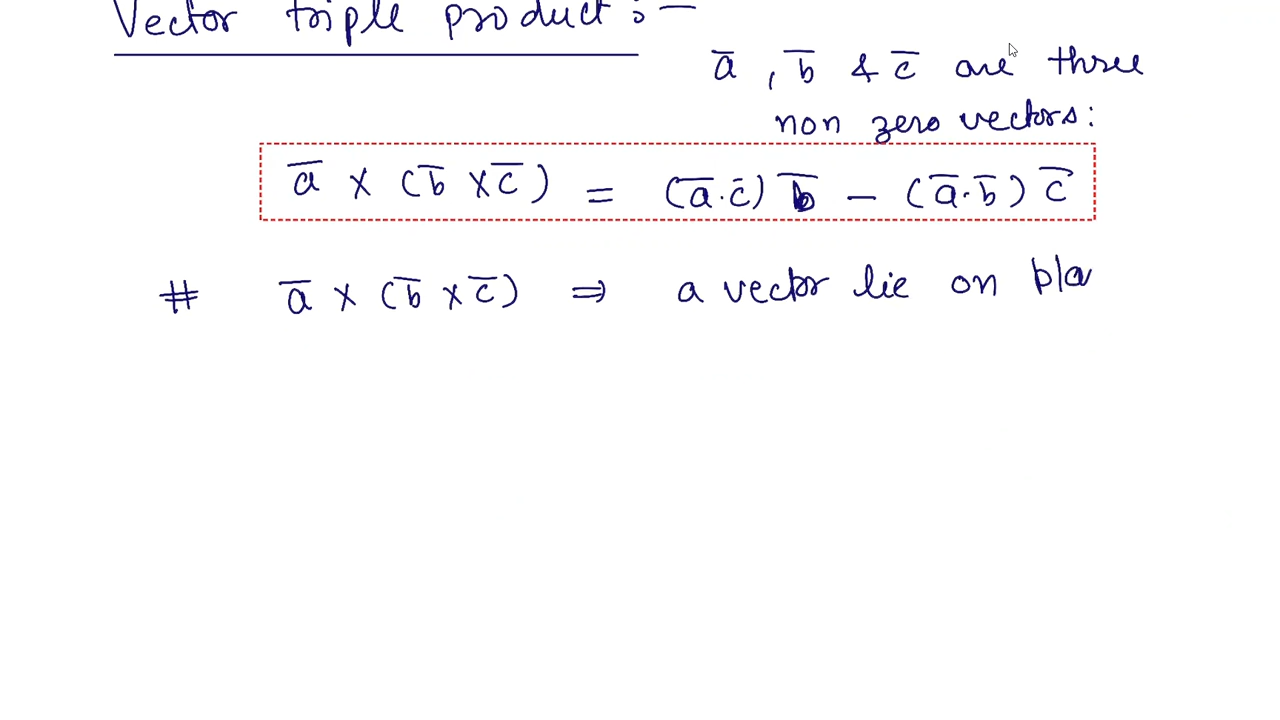 Vector triple product :-
a̅ , b̅ & c̅ are three
non zero vectors:
a̅ × (b̅ × c̅) = (a̅·c̅) b̅ - (a̅·b̅) c̅
# a̅ × (b̅ × c̅) ⇒ a vector lie on pla